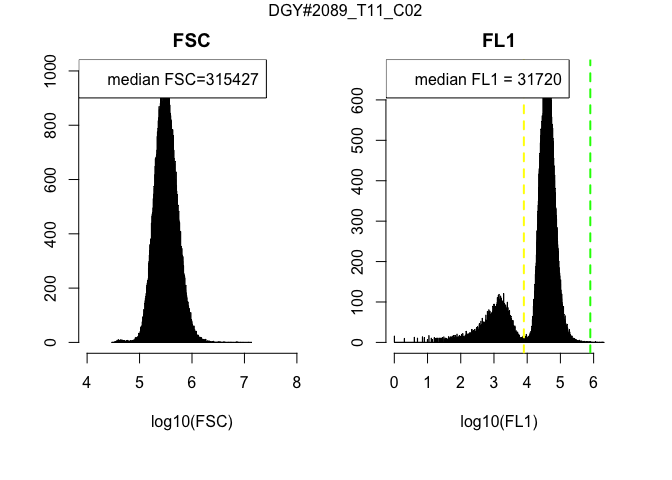 DGY#2089_T11_C02
FSC
median FSC=315427
0
200
400
600
800
1000
4 5 6 7 8
log10(FSC)
FL1
median FL1 = 31720
0
100
200
300
400
500
600
0 1 2 3 4 5 6
log10(FL1)